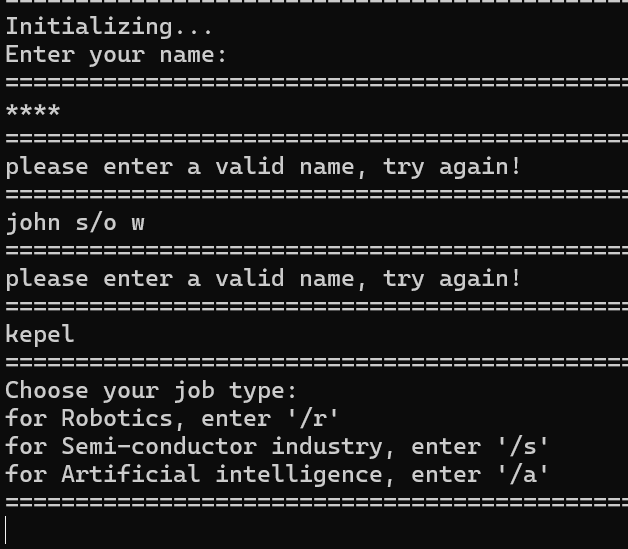 =============================================
Initializing...
Enter your name:
=============================================
****
=============================================
please enter a valid name, try again!
=============================================
john s/o w
=============================================
please enter a valid name, try again!
=============================================
kepel
=============================================
Choose your job type:
for Robotics, enter '/r'
for Semi-conductor industry, enter '/s'
for Artificial intelligence, enter '/a'
=============================================